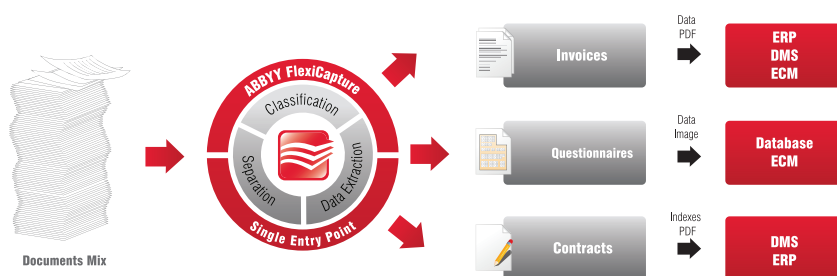 Documents Mix
ABBYY FlexiCapture
Classification
Separation
Data Extraction
Single Entry Point
Invoices
Data
PDF
ERP
DMS
ECM
Questionnaires
Data
Image
Database
ECM
Contracts
Indexes
PDF
DMS
ERP